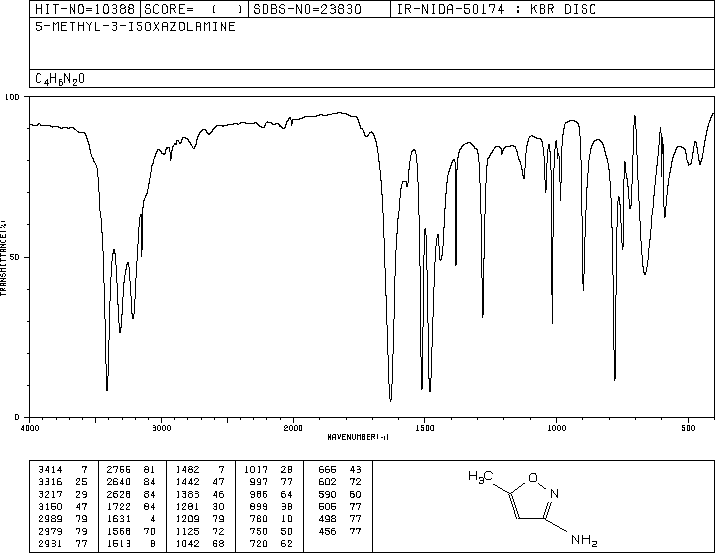 HIT-NO=10388 SCORE= ( ) SDBS-NO=23830 IR-NIDA-50174 : KBR DISC
5-METHYL-3-ISOXAZOLAMINE
C4H6N2O
100
50
0
TRANSMITTANCE(%)
4000 3000 2000 1500 1000 500
WAVENUMBER(-1)
3414 7 2766 81 1482 7 1017 28 666 43
3316 25 2640 84 1442 47 997 77 602 72
3217 29 2628 84 1383 46 986 64 590 60
3160 47 1722 84 1281 30 899 38 506 77
2989 79 1631 4 1209 79 780 10 498 77
2979 79 1568 70 1125 72 750 50 456 77
2931 77 1513 8 1042 68 720 62
H3C
O
N
NH2